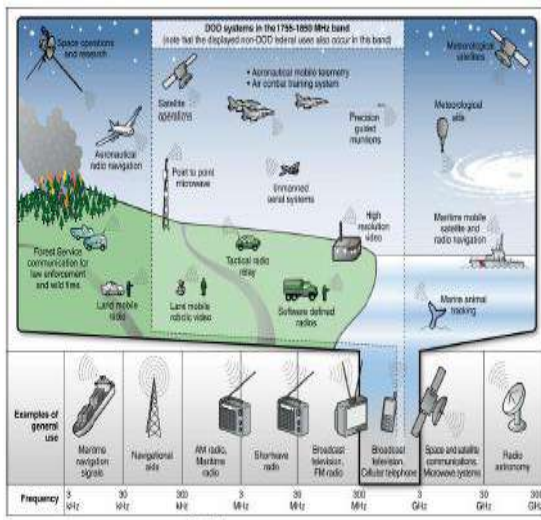 DOD systems in the 1755-1850 MHz band
(note that the displayed non-DOD federal uses also occur in this band)
Space operations
and research
Meteorological
satellites
• Aeronautical mobile telemetry
• Air combat training system
Satellite
operations
Precision
guided
munitions
Meteorological
aids
Aeronautical
radio navigation
Point to point
microwave
Unmanned
aerial systems
High
resolution
video
Maritime mobile
satellite and
radio navigation
Forest Service
communication for
law enforcement
and wild fires
Tactical radio
relay
Land mobile
radio
Land mobile
robotic video
Software defined
radios
Marine animal
tracking
Examples of
general
use
Maritime
navigation
signals
Navigational
aids
AM radio,
Maritime
radio
Shortwave
radio
Broadcast
television,
FM radio
Broadcast
television,
Cellular telephone
Space and satellite
communications,
Microwave systems
Radio
astronomy
Frequency
3
kHz
30
kHz
300
kHz
3
MHz
30
MHz
300
MHz
3
GHz
30
GHz
300
GHz